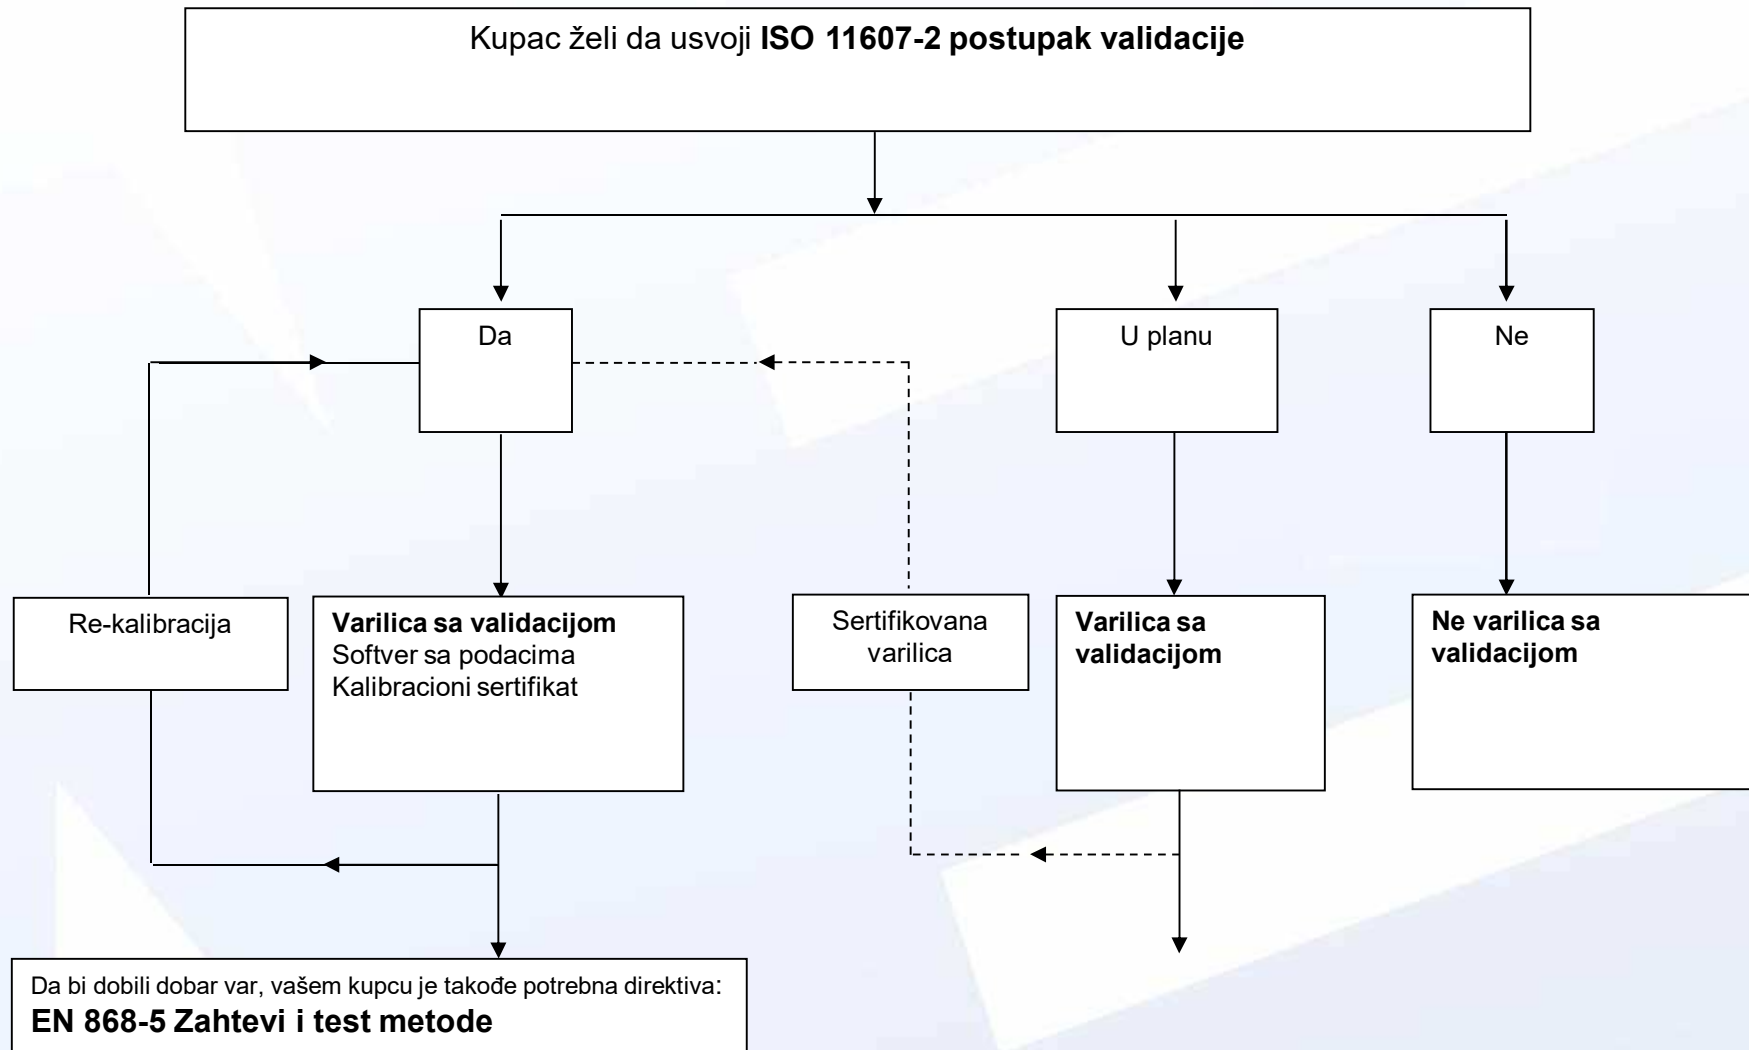 Kupac želi da usvoji ISO 11607-2 postupak validacije
Da
U planu
Ne
Re-kalibracija
Varilica sa validacijom
Softver sa podacima
Kalibracioni sertifikat
Sertifikovana
varilica
Varilica sa
validacijom
Ne varilica sa
validacijom
Da bi dobili dobar var, vašem kupcu je takođe potrebna direktiva:
EN 868-5 Zahtevi i test metode